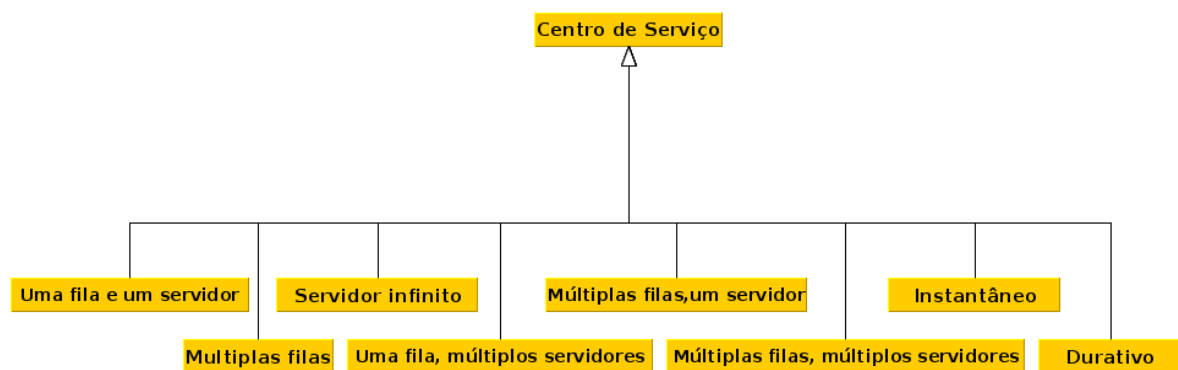 Centro de Serviço
Uma fila e um servidor
Servidor infinito
Múltiplas filas,um servidor
Instantâneo
Multiplas filas
Uma fila, múltiplos servidores
Múltiplas filas, múltiplos servidores
Durativo